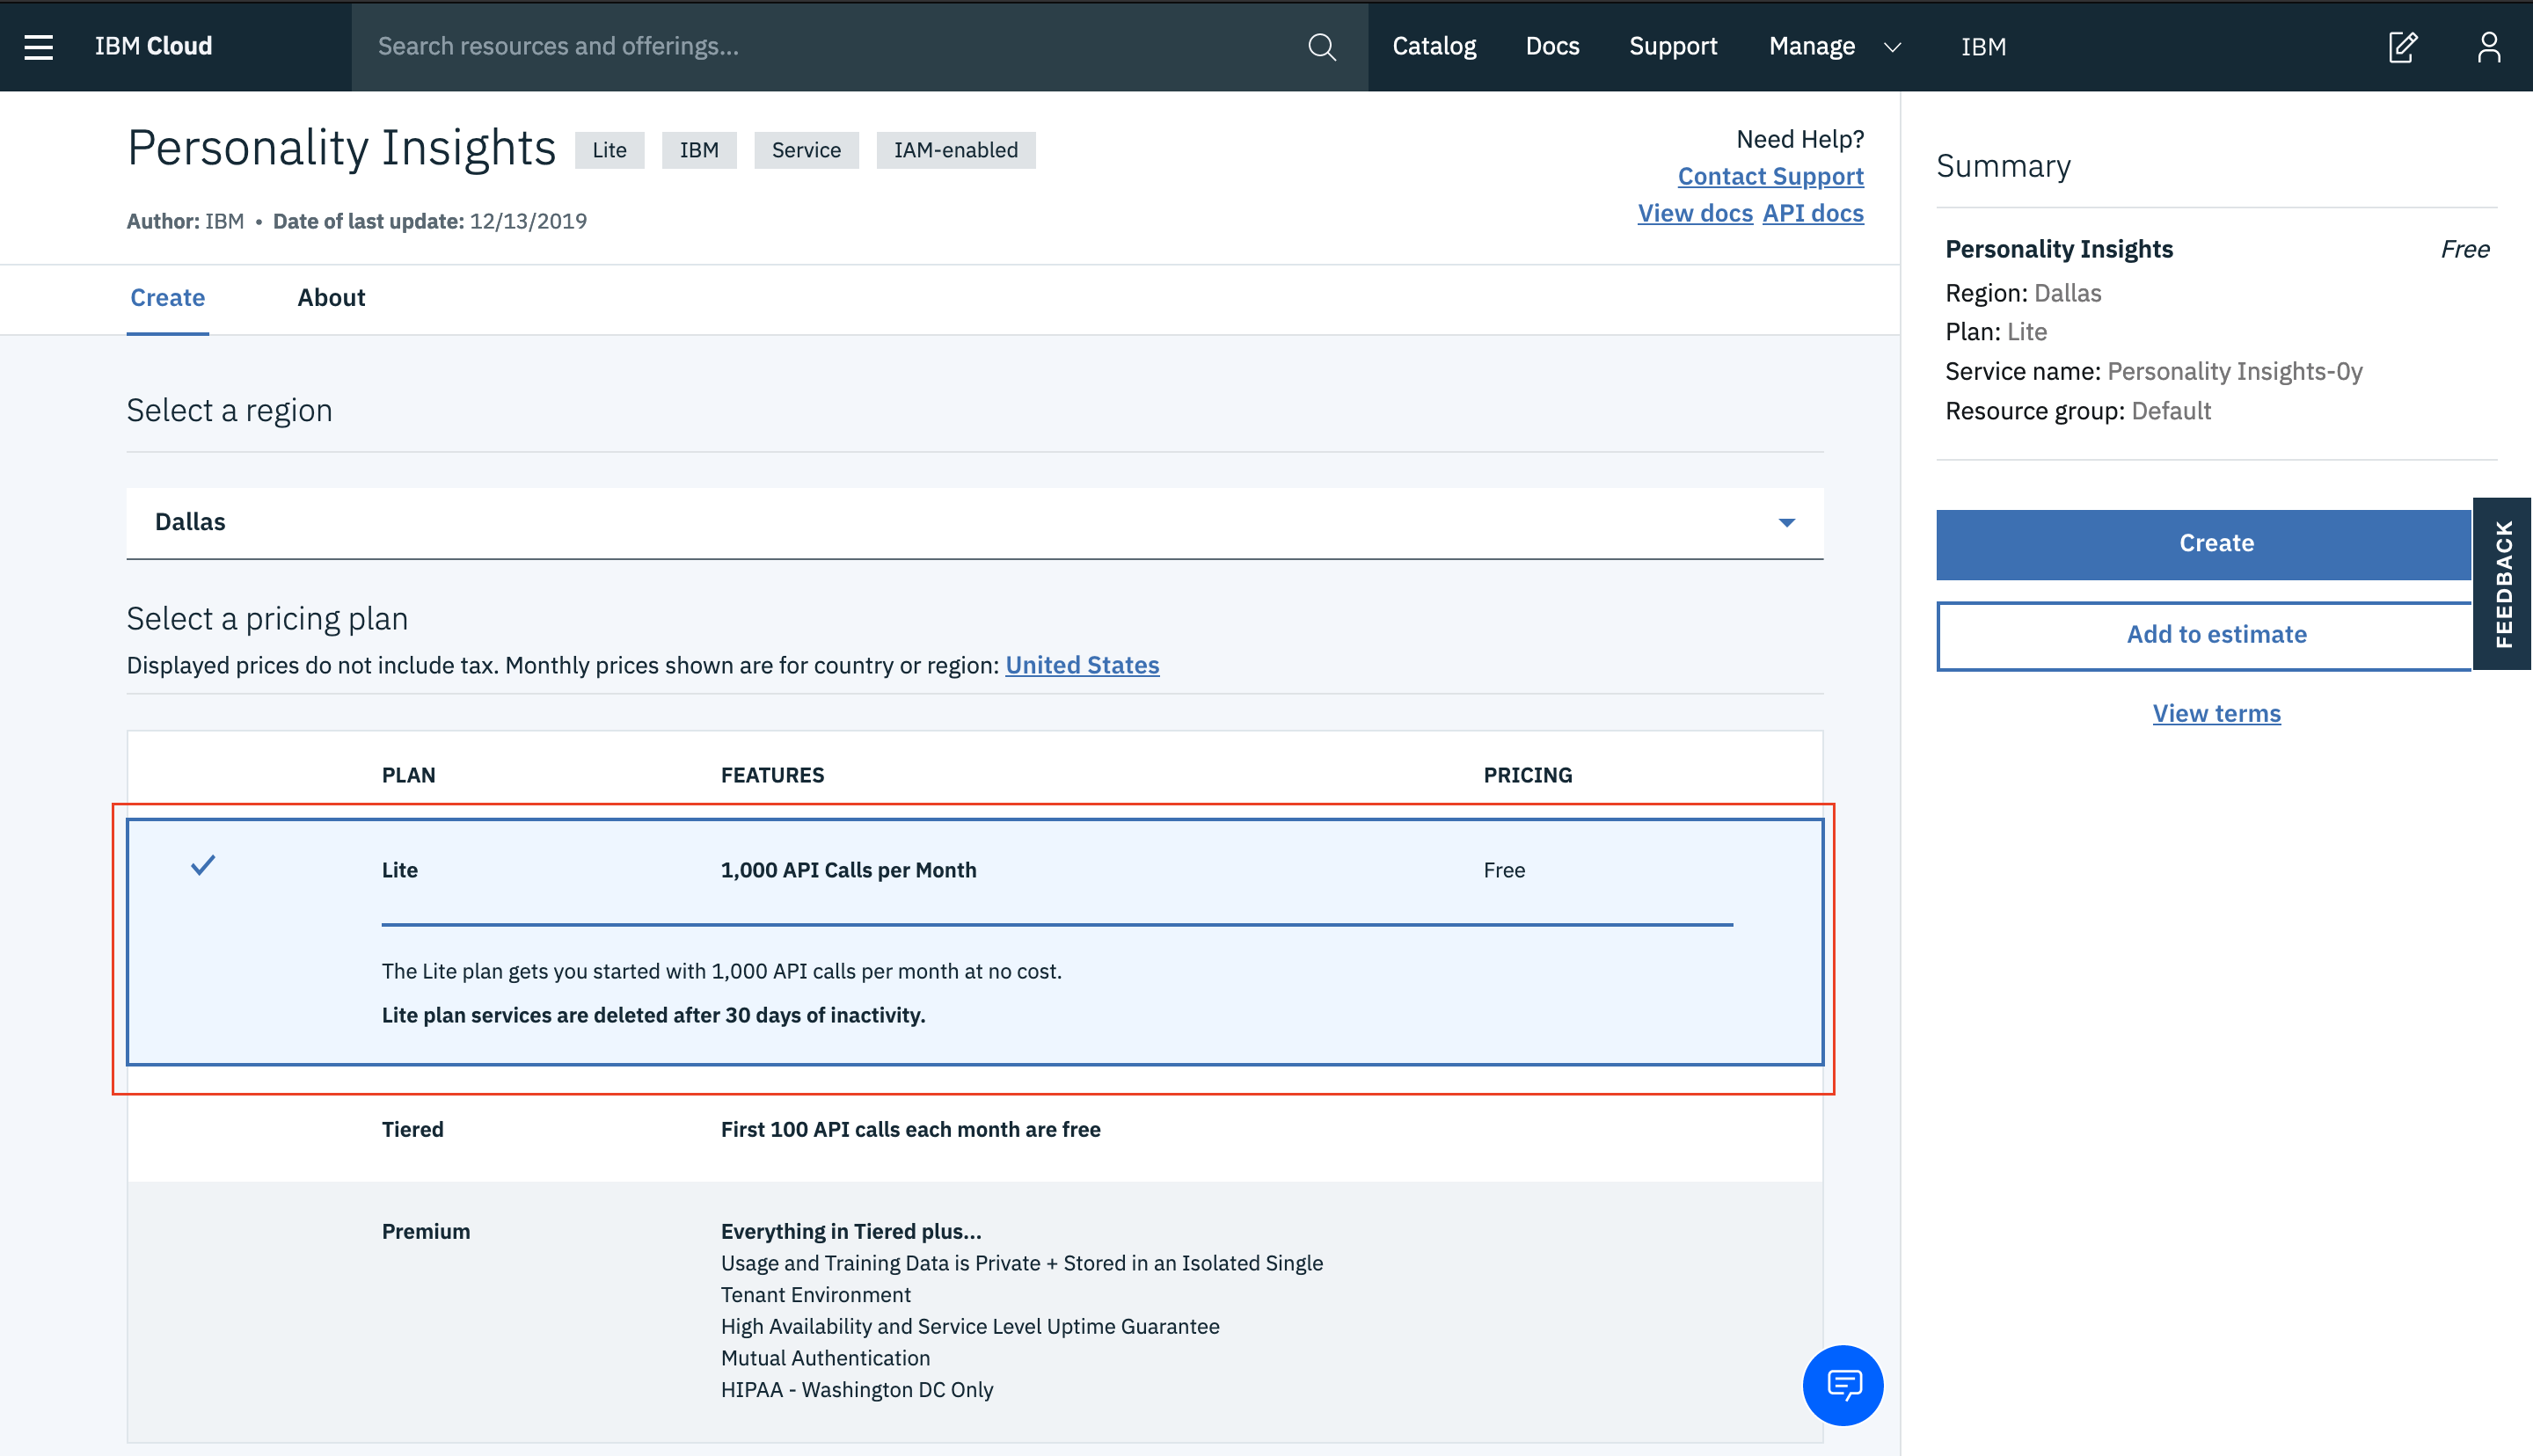 IBM Cloud
Search resources and offerings...
Catalog
Docs
Support
Manage
IBM
Personality Insights
Lite
IBM
Service
IAM-enabled
Author: IBM • Date of last update: 12/13/2019
Need Help?
Contact Support
View docs API docs
Create
About
Select a region
Dallas
Select a pricing plan
Displayed prices do not include tax. Monthly prices shown are for country or region: United States
PLAN FEATURES PRICING
Lite 1,000 API Calls per Month Free
The Lite plan gets you started with 1,000 API calls per month at no cost.
Lite plan services are deleted after 30 days of inactivity.
Tiered First 100 API calls each month are free
Premium Everything in Tiered plus...
Usage and Training Data is Private + Stored in an Isolated Single
Tenant Environment
High Availability and Service Level Uptime Guarantee
Mutual Authentication
HIPAA - Washington DC Only
Summary
Personality Insights Free
Region: Dallas
Plan: Lite
Service name: Personality Insights-0y
Resource group: Default
Create
Add to estimate
View terms
FEEDBACK